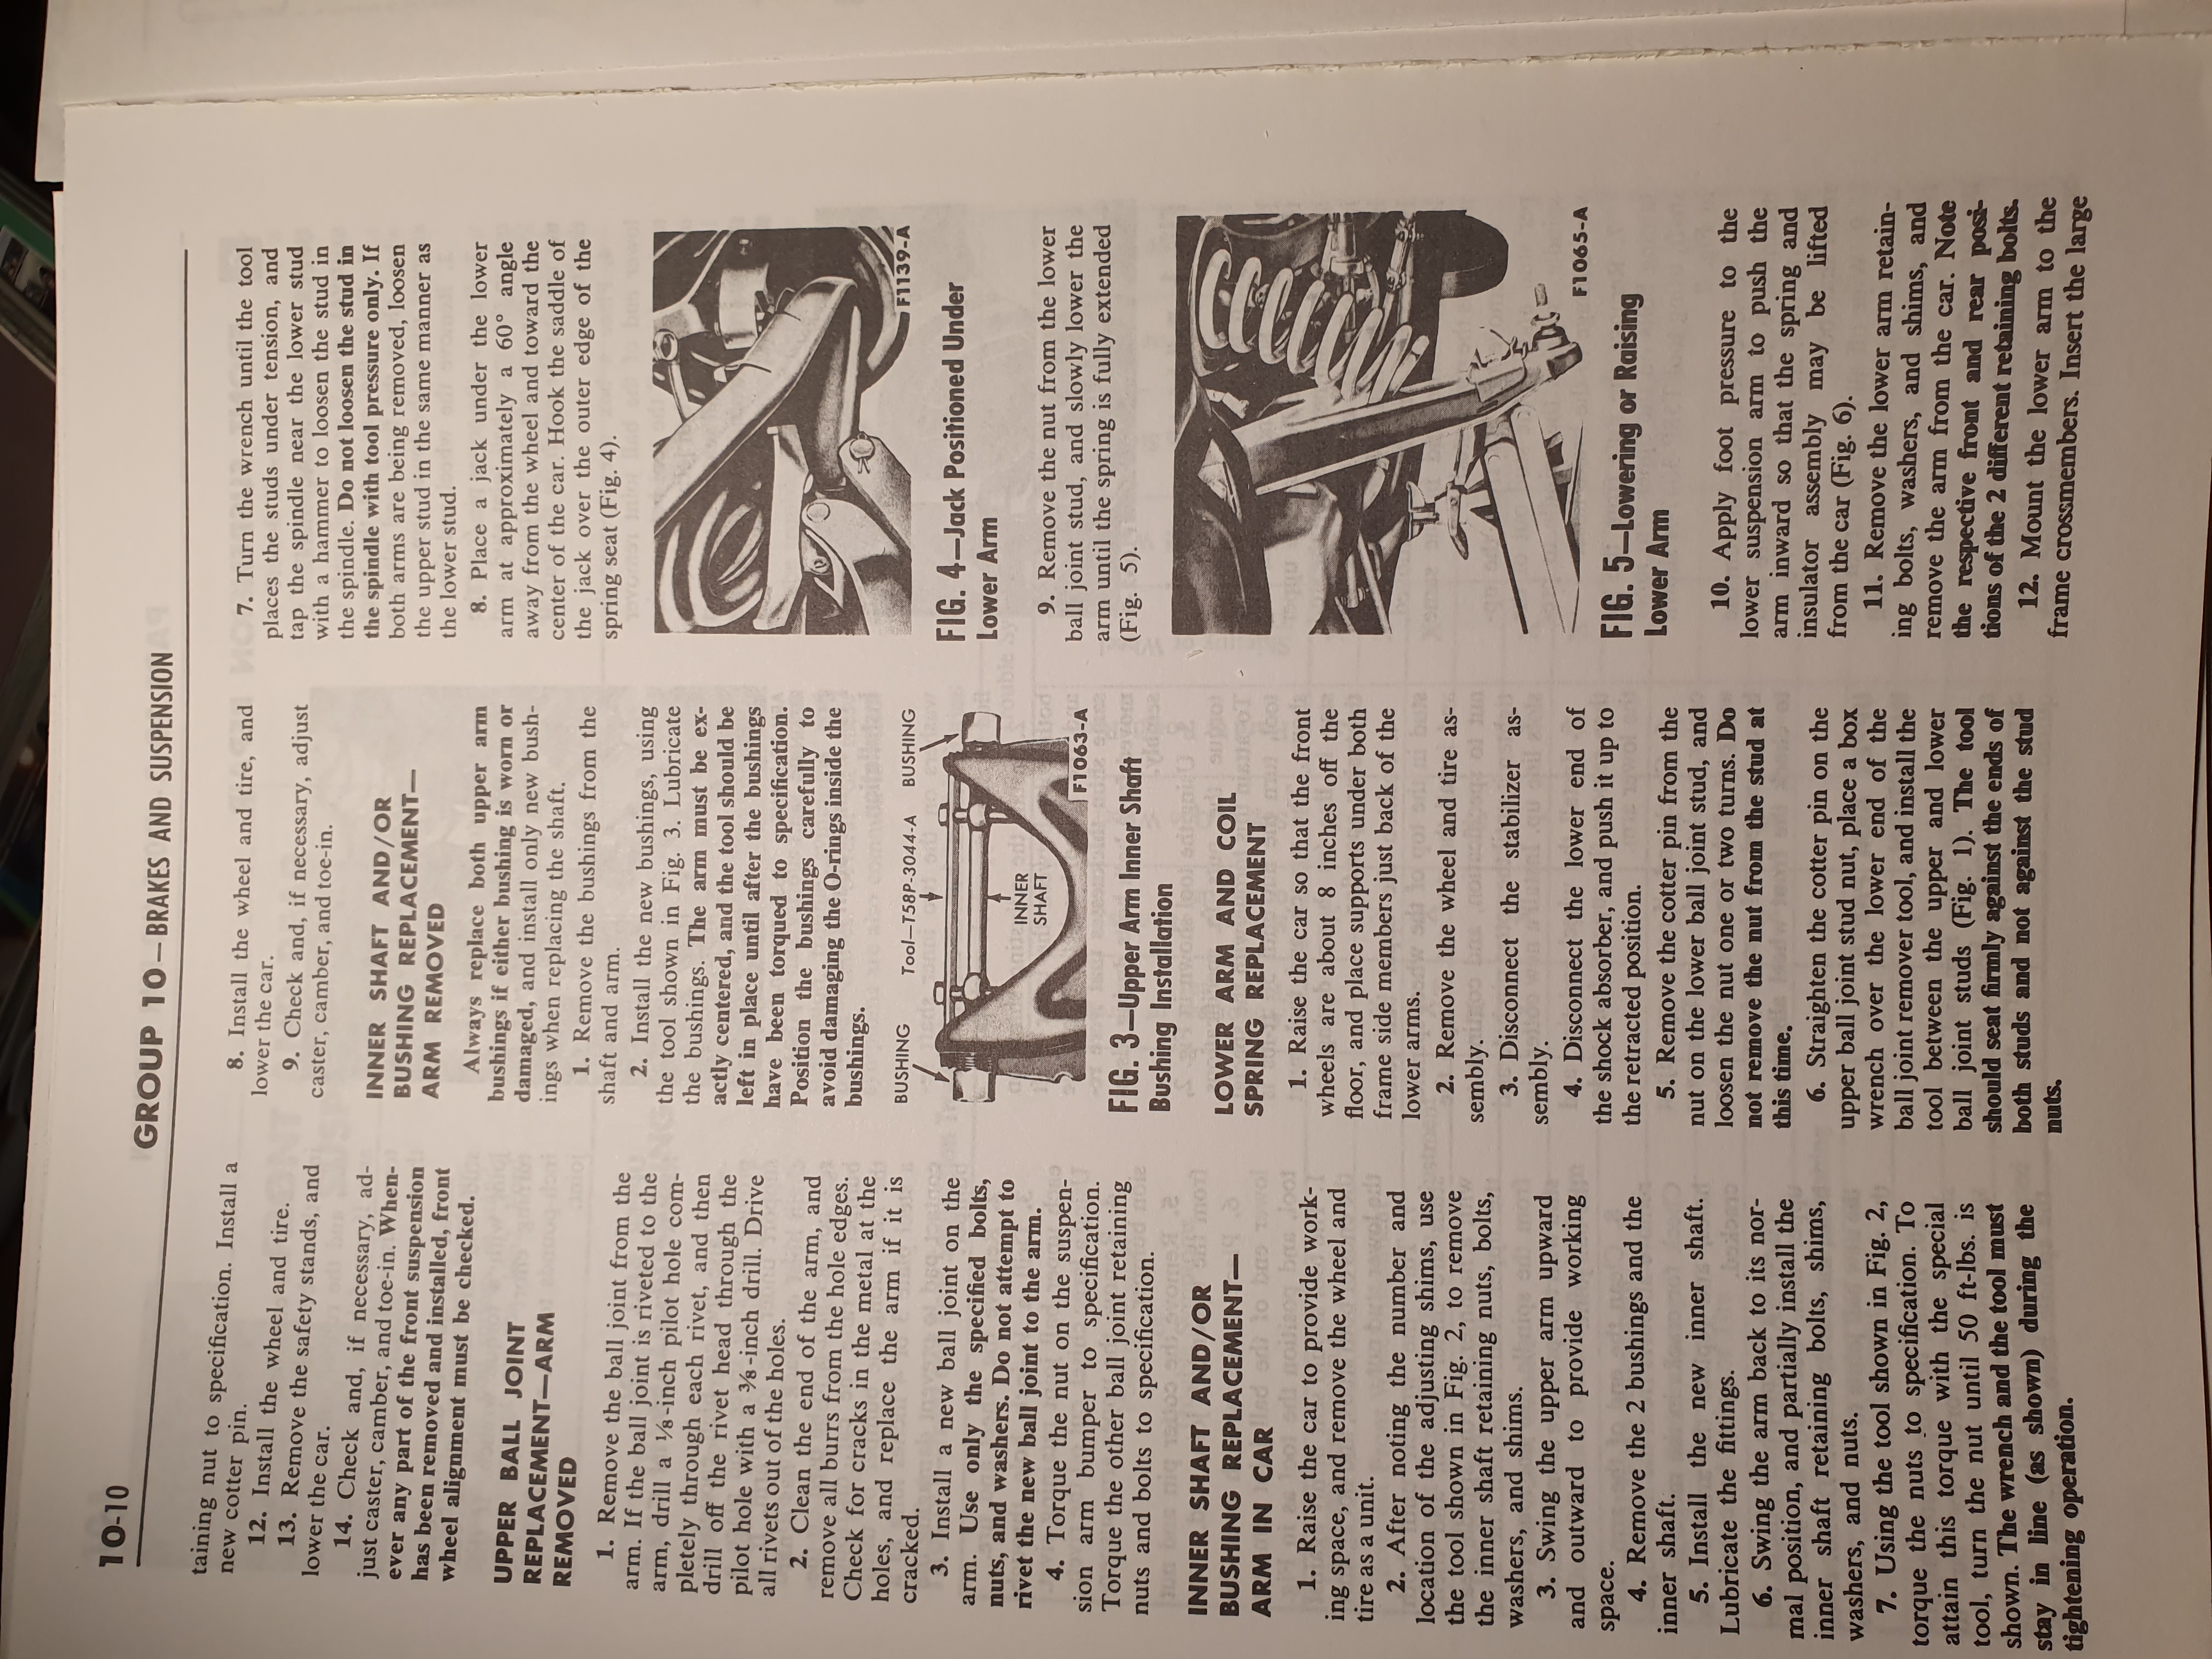 10-10
GROUP 10—BRAKES AND SUSPENSION
taining nut to specification. Install a
new cotter pin.
12. Install the wheel and tire.
13. Remove the safety stands, and
lower the car.
14. Check and, if necessary, ad-
just caster, camber, and toe-in. When-
ever any part of the front suspension
has been removed and installed, front
wheel alignment must be checked.
UPPER BALL JOINT
REPLACEMENT—ARM
REMOVED
1. Remove the ball joint from the
arm. If the ball joint is riveted to the
arm, drill a 1/8-inch pilot hole com-
pletely through each rivet, and then
drill off the rivet head through the
pilot hole with a 3/8-inch drill. Drive
all rivets out of the holes.
2. Clean the end of the arm, and
remove all burrs from the hole edges.
Check for cracks in the metal at the
holes, and replace the arm if it is
cracked.
3. Install a new ball joint on the
arm. Use only the specified bolts,
nuts, and washers. Do not attempt to
rivet the new ball joint to the arm.
4. Torque the nut on the suspen-
sion arm bumper to specification.
Torque the other ball joint retaining
nuts and bolts to specification.
INNER SHAFT AND/OR
BUSHING REPLACEMENT—
ARM IN CAR
1. Raise the car to provide work-
ing space, and remove the wheel and
tire as a unit.
2. After noting the number and
location of the adjusting shims, use
the tool shown in Fig. 2, to remove
the inner shaft retaining nuts, bolts,
washers, and shims.
3. Swing the upper arm upward
and outward to provide working
space.
4. Remove the 2 bushings and the
inner shaft.
5. Install the new inner shaft.
Lubricate the fittings.
6. Swing the arm back to its nor-
mal position, and partially install the
inner shaft retaining bolts, shims,
washers, and nuts.
7. Using the tool shown in Fig. 2,
torque the nuts to specification. To
attain this torque with the special
tool, turn the nut until 50 ft-lbs. is
shown. The wrench and the tool must
stay in line (as shown) during the
tightening operation.
8. Install the wheel and tire, and
lower the car.
9. Check and, if necessary, adjust
caster, camber, and toe-in.
INNER SHAFT AND/OR
BUSHING REPLACEMENT—
ARM REMOVED
Always replace both upper arm
bushings if either bushing is worn or
damaged, and install only new bush-
ings when replacing the shaft.
1. Remove the bushings from the
shaft and arm.
2. Install the new bushings, using
the tool shown in Fig. 3. Lubricate
the bushings. The arm must be ex-
actly centered, and the tool should be
left in place until after the bushings
have been torqued to specification.
Position the bushings carefully to
avoid damaging the O-rings inside the
bushings.
BUSHING Tool—T58P-3044-A BUSHING
INNER
SHAFT
F1063-A
FIG. 3—Upper Arm Inner Shaft
Bushing Installation
LOWER ARM AND COIL
SPRING REPLACEMENT
1. Raise the car so that the front
wheels are about 8 inches off the
floor, and place supports under both
frame side members just back of the
lower arms.
2. Remove the wheel and tire as-
sembly.
3. Disconnect the stabilizer as-
sembly.
4. Disconnect the lower end of
the shock absorber, and push it up to
the retracted position.
5. Remove the cotter pin from the
nut on the lower ball joint stud, and
loosen the nut one or two turns. Do
not remove the nut from the stud at
this time.
6. Straighten the cotter pin on the
upper ball joint stud nut, place a box
wrench over the lower end of the
ball joint remover tool, and install the
tool between the upper and lower
ball joint studs (Fig. 1). The tool
should seat firmly against the ends of
both studs and not against the stud
nuts.
7. Turn the wrench until the tool
places the studs under tension, and
tap the spindle near the lower stud
with a hammer to loosen the stud in
the spindle. Do not loosen the stud in
the spindle with tool pressure only. If
both arms are being removed, loosen
the upper stud in the same manner as
the lower stud.
8. Place a jack under the lower
arm at approximately a 60° angle
away from the wheel and toward the
center of the car. Hook the saddle of
the jack over the outer edge of the
spring seat (Fig. 4).
F1139-A
FIG. 4—Jack Positioned Under
Lower Arm
9. Remove the nut from the lower
ball joint stud, and slowly lower the
arm until the spring is fully extended
(Fig. 5).
F1065-A
FIG. 5—Lowering or Raising
Lower Arm
10. Apply foot pressure to the
lower suspension arm to push the
arm inward so that the spring and
insulator assembly may be lifted
from the car (Fig. 6).
11. Remove the lower arm retain-
ing bolts, washers, and shims, and
remove the arm from the car. Note
the respective front and rear posi-
tions of the 2 different retaining bolts.
12. Mount the lower arm to the
frame crossmembers. Insert the large